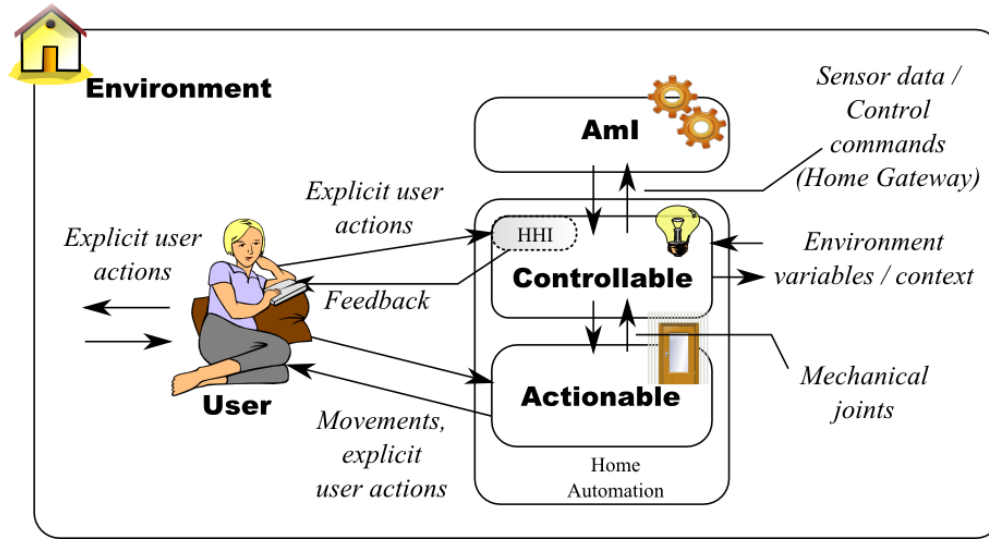 Environment
AmI
Sensor data /
Control
commands
(Home Gateway)
Explicit user
actions
Explicit user
actions
HHI
Controllable
Environment
variables / context
Feedback
User
Actionable
Mechanical
joints
Movements,
explicit
user actions
Home
Automation